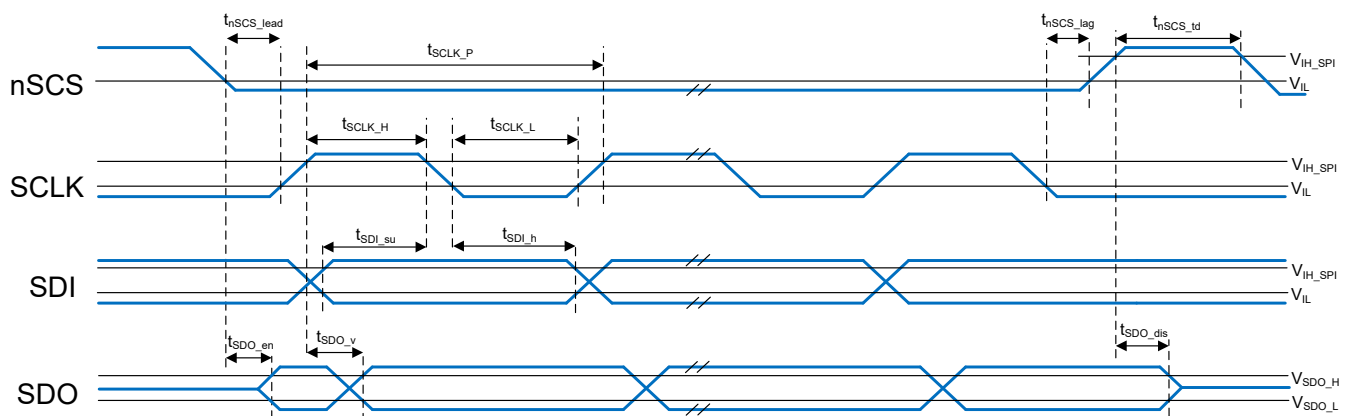 tnSCS_lead
tSCLK_P
tnSCS_lag
tnSCS_td
nSCS
VIH_SPI
VIL
tSCLK_H
tSCLK_L
SCLK
VIH_SPI
VIL
tSDI_su
tSDI_h
SDI
VIH_SPI
VIL
tSDO_en
tSDO_v
tSDO_dis
SDO
VSDO_H
VSDO_L